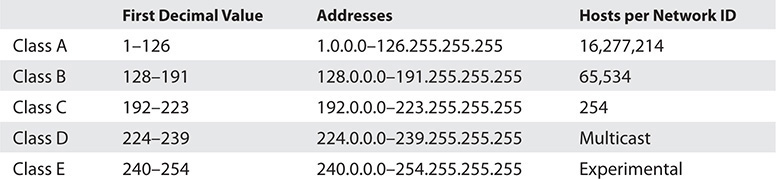 First Decimal Value Addresses Hosts per Network ID
Class A 1–126 1.0.0.0–126.255.255.255 16,277,214
Class B 128–191 128.0.0.0–191.255.255.255 65,534
Class C 192–223 192.0.0.0–223.255.255.255 254
Class D 224–239 224.0.0.0–239.255.255.255 Multicast
Class E 240–254 240.0.0.0–254.255.255.255 Experimental